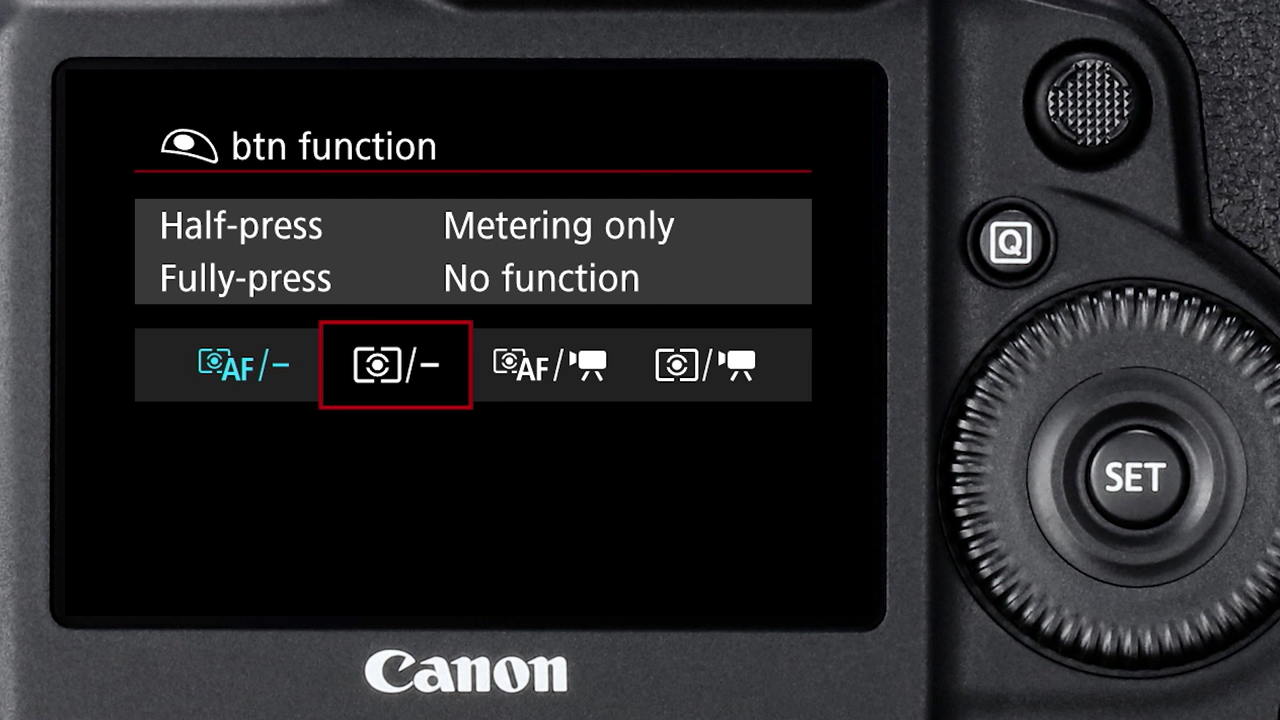 btn function
Half-press Metering only
Fully-press No function
AF/– /– AF/ /
Q
SET
Canon